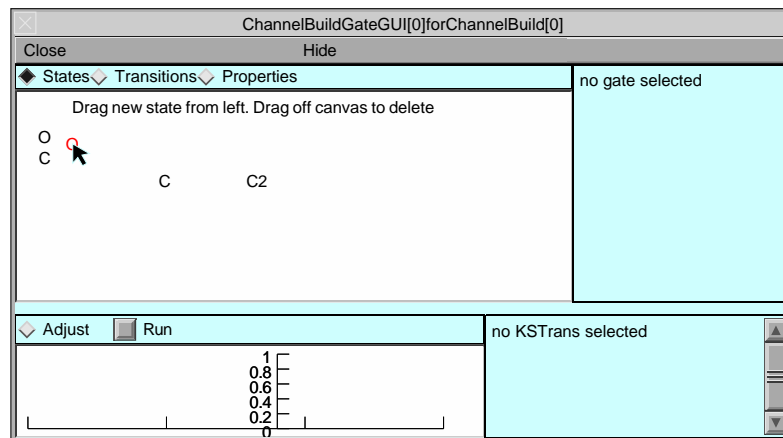 ChannelBuildGateGUI[0]forChannelBuild[0]
Close Hide
States Transitions Properties
no gate selected
Drag new state from left. Drag off canvas to delete
O
O
C
C C2
Adjust Run
no KSTrans selected
1
0.8
0.6
0.4
0.2
0